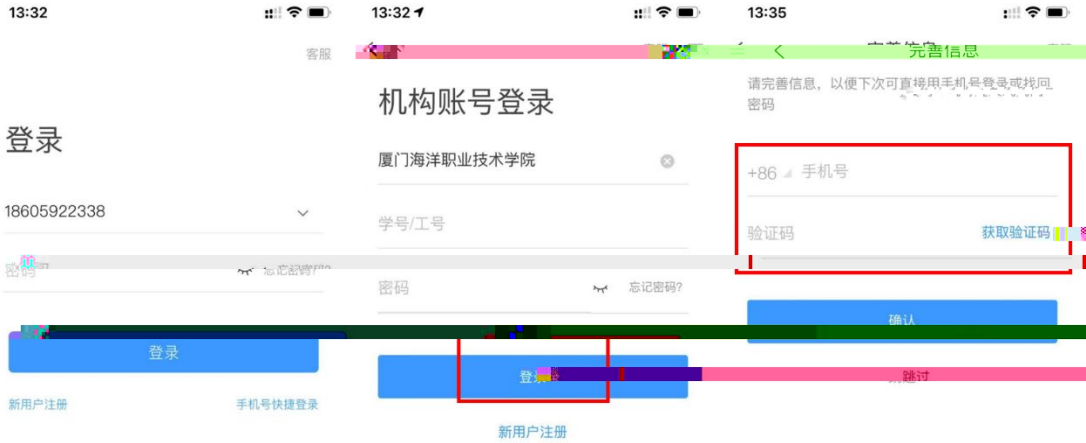 13:32
客服
登录
18605922338
密码
忘记密码?
登录
新用户注册
手机号快捷登录
13:32
机构账号登录
厦门海洋职业技术学院
学号/工号
密码
忘记密码?
登录
新用户注册
13:35
完善信息
请完善信息，以便下次可直接用手机号登录或找回
密码
+86
手机号
验证码
获取验证码
确认
跳过